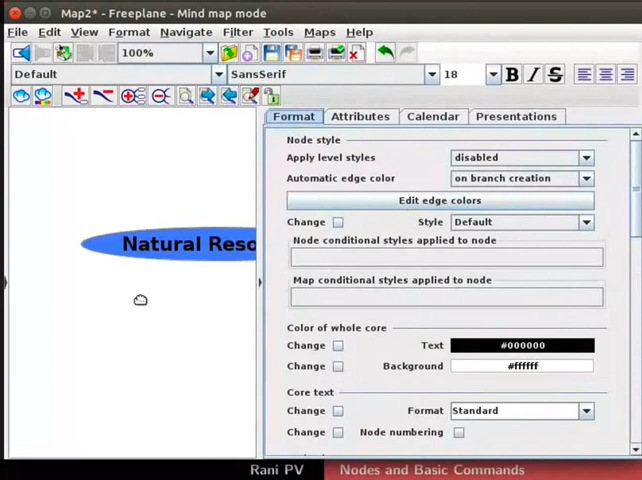 Map2* - Freeplane - Mind map mode
File Edit View Format Navigate Filter Tools Maps Help
100%
Default SansSerif 18 B I S
Format Attributes Calendar Presentations
Node style
Apply level styles disabled
Automatic edge color on branch creation
Edit edge colors
Change Style Default
Node conditional styles applied to node
Map conditional styles applied to node
Color of whole core
Change Text #000000
Change Background #ffffff
Core text
Change Format Standard
Change Node numbering
Natural Reso
Rani PV Nodes and Basic Commands